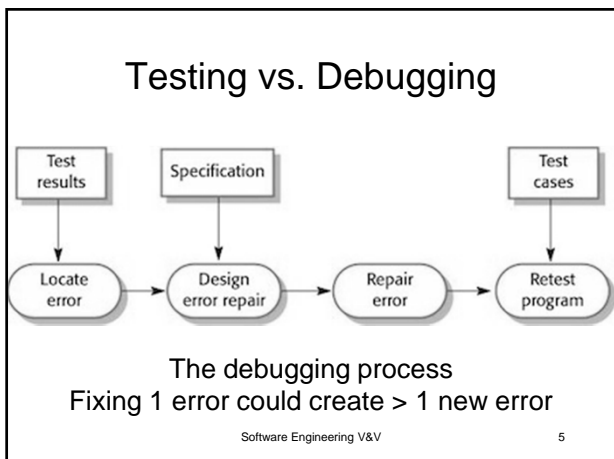 Testing vs. Debugging
Test
results
Specification
Test
cases
Locate
error
Design
error repair
Repair
error
Retest
program
The debugging process
Fixing 1 error could create > 1 new error
Software Engineering V&V
5